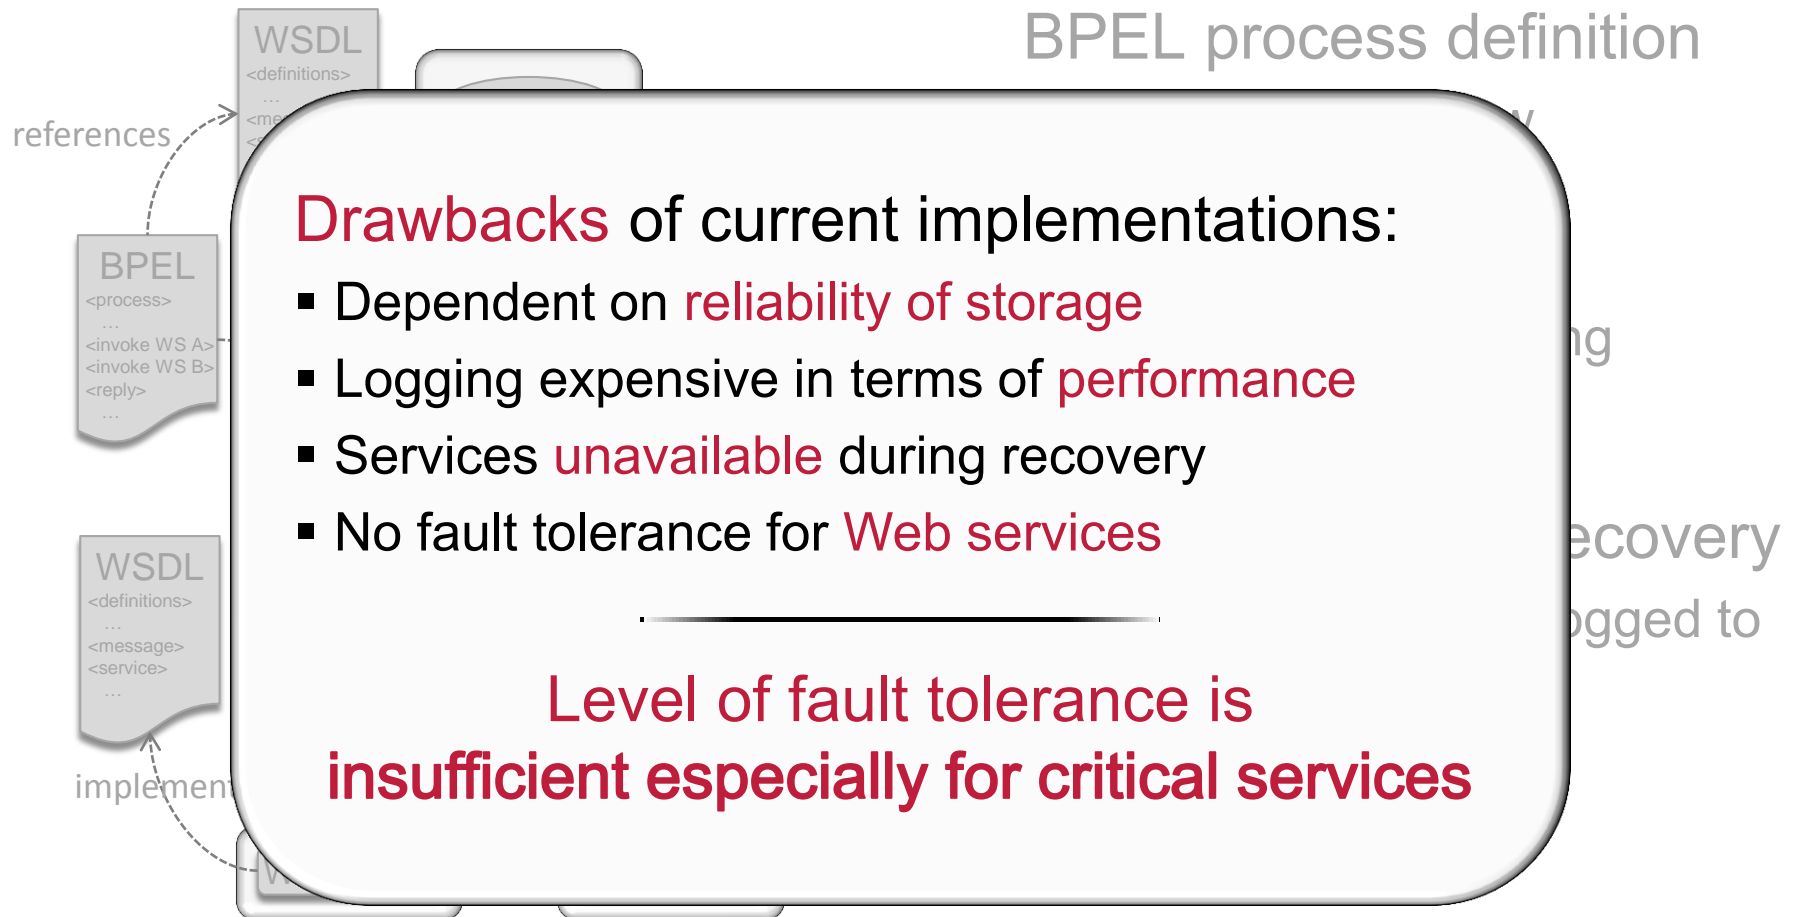 WSDL
<definitions>
...
references
BPEL
<process>
...
<invoke WS A>
<invoke WS B>
<reply>
...
WSDL
<definitions>
...
<message>
<service>
...
BPEL process definition
Drawbacks of current implementations:
▪ Dependent on reliability of storage
▪ Logging expensive in terms of performance
▪ Services unavailable during recovery
▪ No fault tolerance for Web services
Level of fault tolerance is
insufficient especially for critical services
to